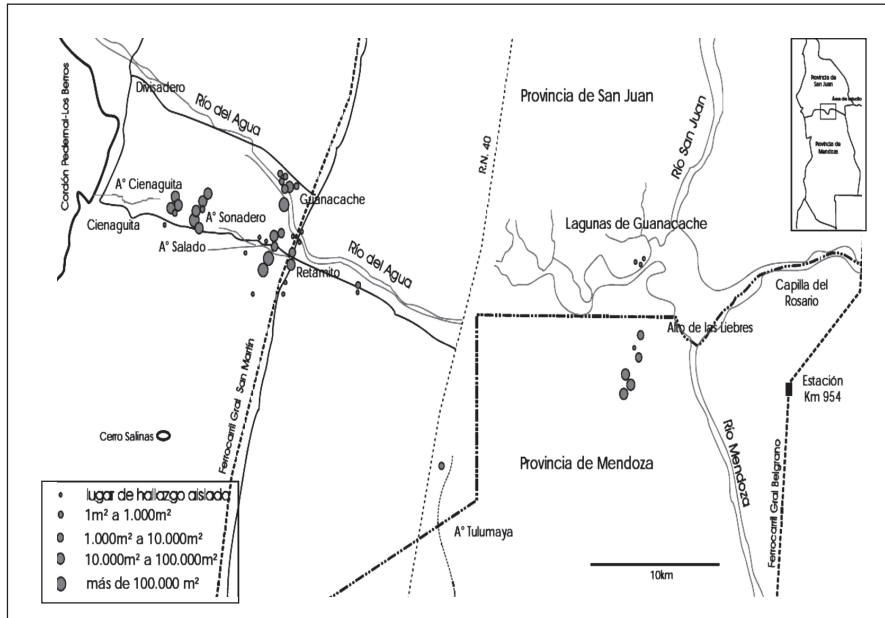 Cordón Pedernal-Los Berros
Divisadero
Río del Agua
Provincia de San Juan
R.N. 40
Río San Juan
Provincia de San Juan
Área de estudio
Provincia de Mendoza
A° Cienaguita
Guanacache
Cienaguita
A° Sonadero
A° Salado
Lagunas de Guanacache
Río del Agua
Retamito
Capilla del Rosario
Alto de las Liebres
Ferrocarril Gral San Martín
Estación
Km 954
Cerro Salinas
Provincia de Mendoza
Río Mendoza
Ferrocarril Gral Belgrano
lugar de hallazgo aislada
1m² a 1.000m²
1.000m² a 10.000m²
10.000m² a 100.000m²
más de 100.000 m²
A° Tulumaya
10km